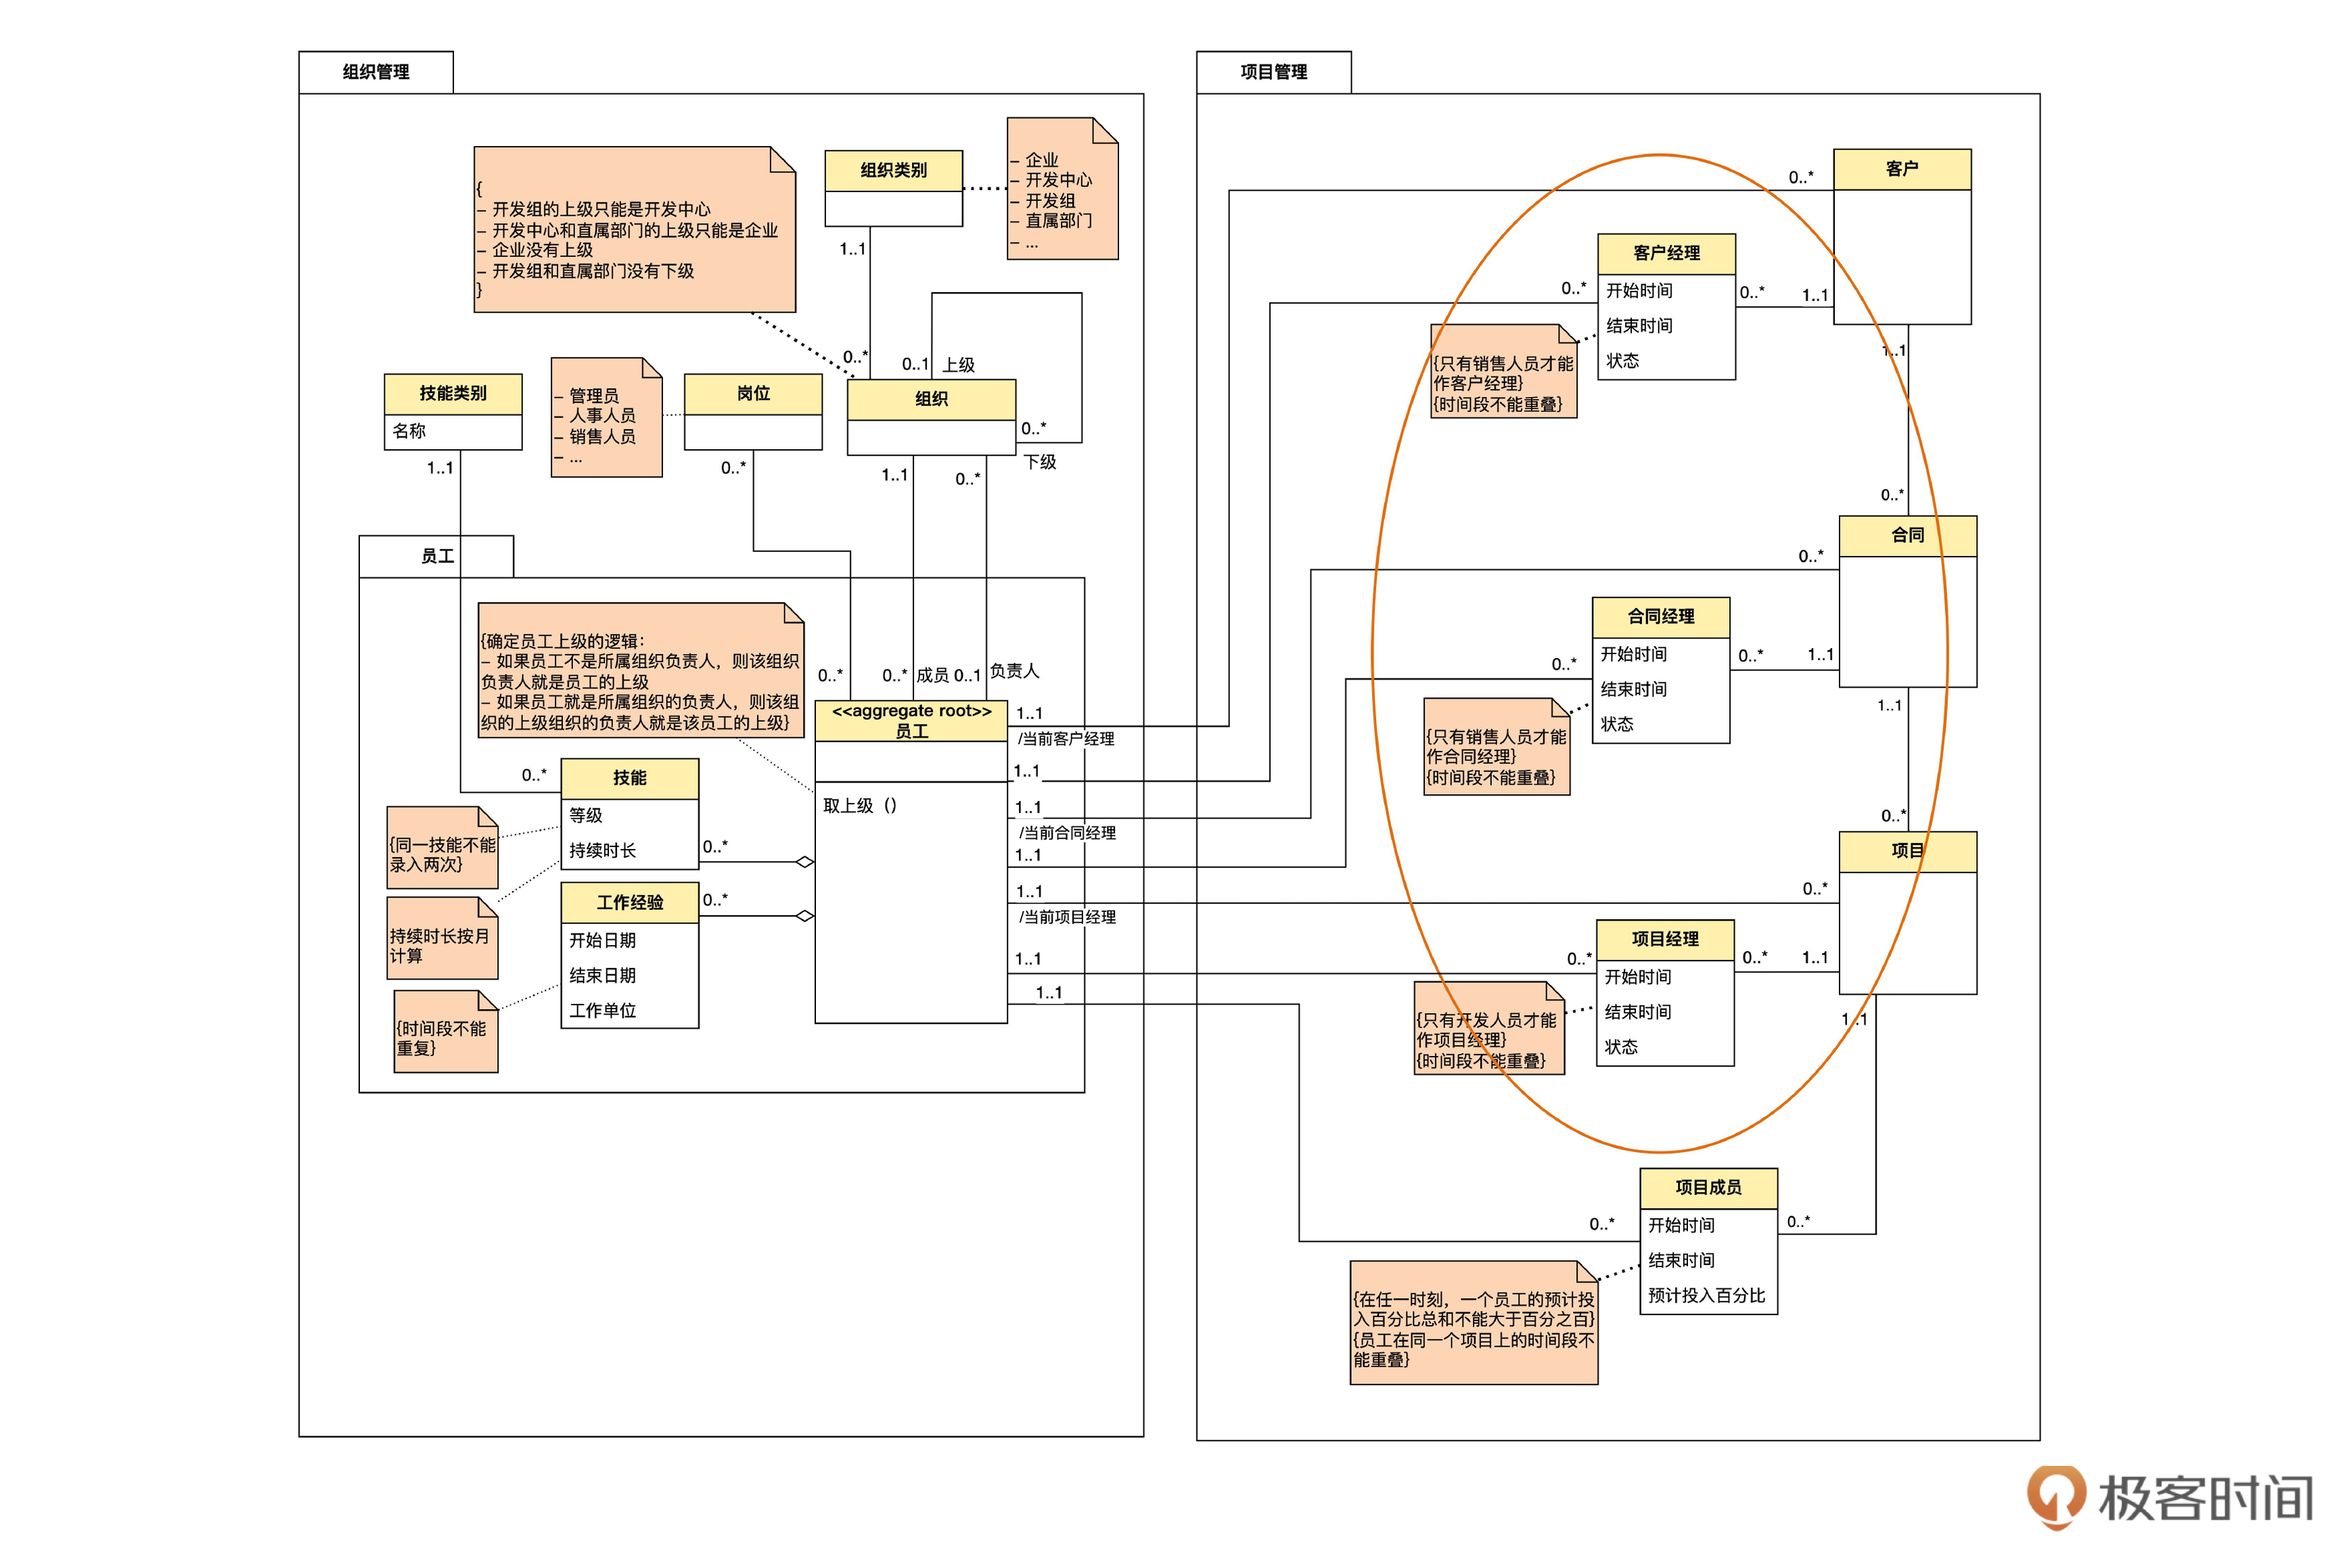 组织管理
{
– 开发组的上级只能是开发中心
– 开发中心和直属部门的上级只能是企业
– 企业没有上级
– 开发组和直属部门没有下级
}
组织类别
– 企业
– 开发中心
– 开发组
– 直属部门
– ...
1..1
0..*
0..1
上级
组织
0..*
下级
技能类别
名称
1..1
– 管理员
– 人事人员
– 销售人员
– ...
岗位
0..*
1..1
0..*
员工
{确定员工上级的逻辑：
– 如果员工不是所属组织负责人，则该组织
负责人就是员工的上级
– 如果员工就是所属组织的负责人，则该组
织的上级组织的负责人就是该员工的上级}
0..*
0..*
成员
0..1
负责人
<<aggregate root>>
员工
取上级（）
0..*
技能
等级
持续时长
0..*
{同一技能不能
录入两次}
持续时长按月
计算
工作经验
开始日期
结束日期
工作单位
0..*
{时间段不能
重复}
1..1
/当前客户经理
1..1
1..1
/当前合同经理
1..1
1..1
/当前项目经理
1..1
1..1
项目管理
0..*
客户
客户经理
开始时间
结束时间
状态
0..*
0..*
1..1
{只有销售人员才能
作客户经理}
{时间段不能重叠}
1..1
0..*
合同
0..*
合同经理
开始时间
结束时间
状态
0..*
0..*
1..1
{只有销售人员才能
作合同经理}
{时间段不能重叠}
1..1
0..*
项目
0..*
项目经理
开始时间
结束时间
状态
0..*
0..*
1..1
{只有开发人员才能
作项目经理}
{时间段不能重叠}
1..1
项目成员
开始时间
结束时间
预计投入百分比
0..*
0..*
{在任一时刻，一个员工的预计投
入百分比总和不能大于百分之百}
{员工在同一个项目上的时间段不
能重叠}
极客时间